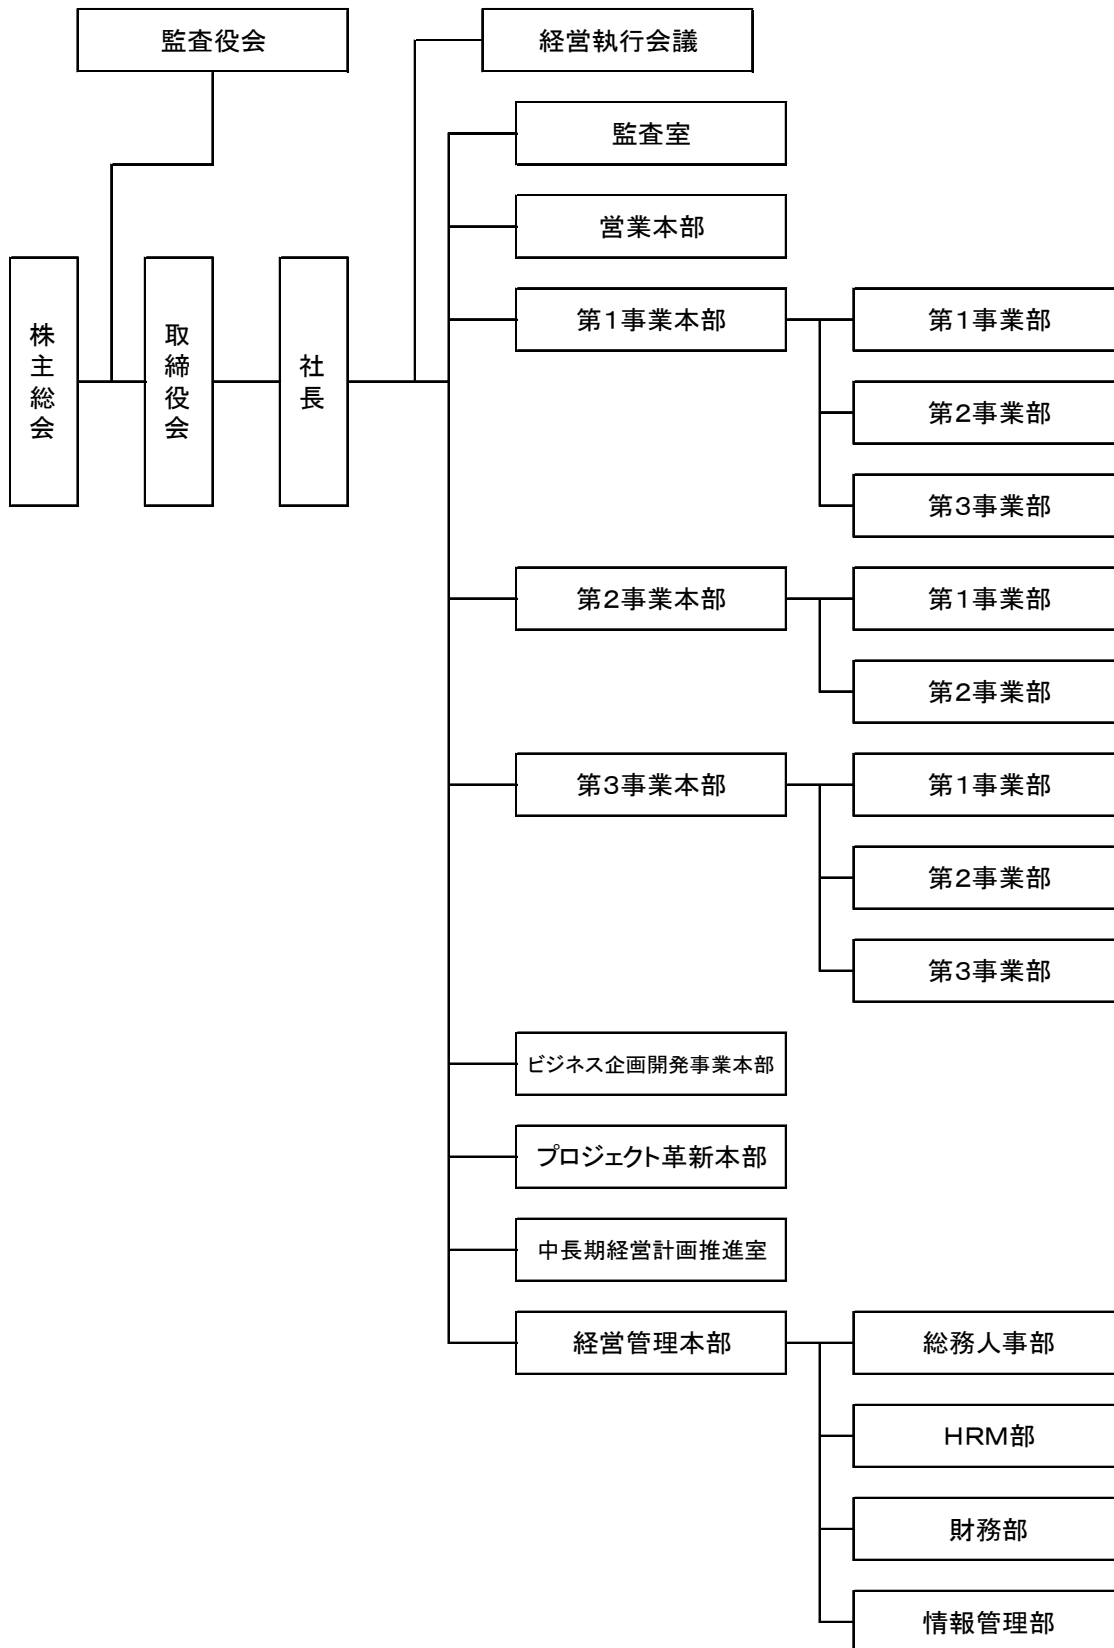 監査役会
経営執行会議
監査室
営業本部
株主総会
取締役会
社長
第1事業本部
第1事業部
第2事業部
第3事業部
第2事業本部
第1事業部
第2事業部
第3事業本部
第1事業部
第2事業部
第3事業部
ビジネス企画開発事業本部
プロジェクト革新本部
中長期経営計画推進室
経営管理本部
総務人事部
HRM部
財務部
情報管理部